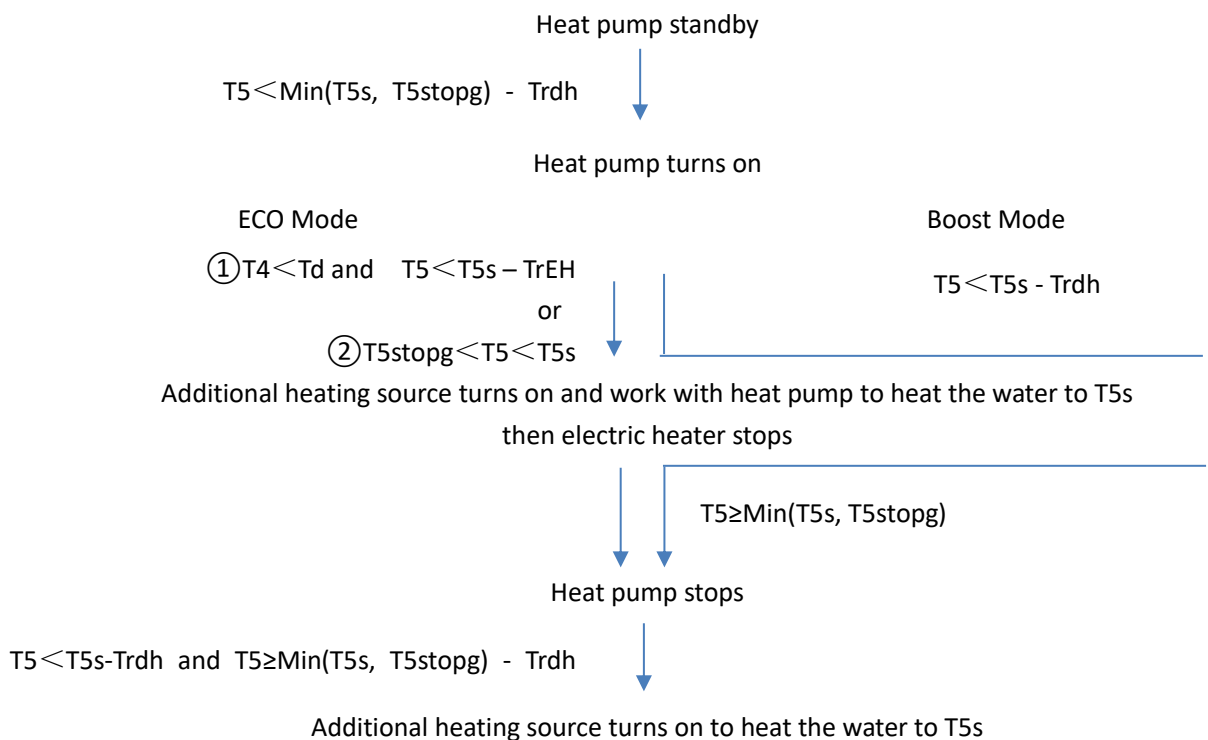 Heat pump standby
T5＜Min(T5s, T5stopg) - Trdh
Heat pump turns on
ECO Mode
Boost Mode
①T4＜Td and T5＜T5s – TrEH
T5＜T5s - Trdh
or
②T5stopg＜T5＜T5s
Additional heating source turns on and work with heat pump to heat the water to T5s
then electric heater stops
T5≥Min(T5s, T5stopg)
Heat pump stops
T5＜T5s-Trdh and T5≥Min(T5s, T5stopg) - Trdh
Additional heating source turns on to heat the water to T5s